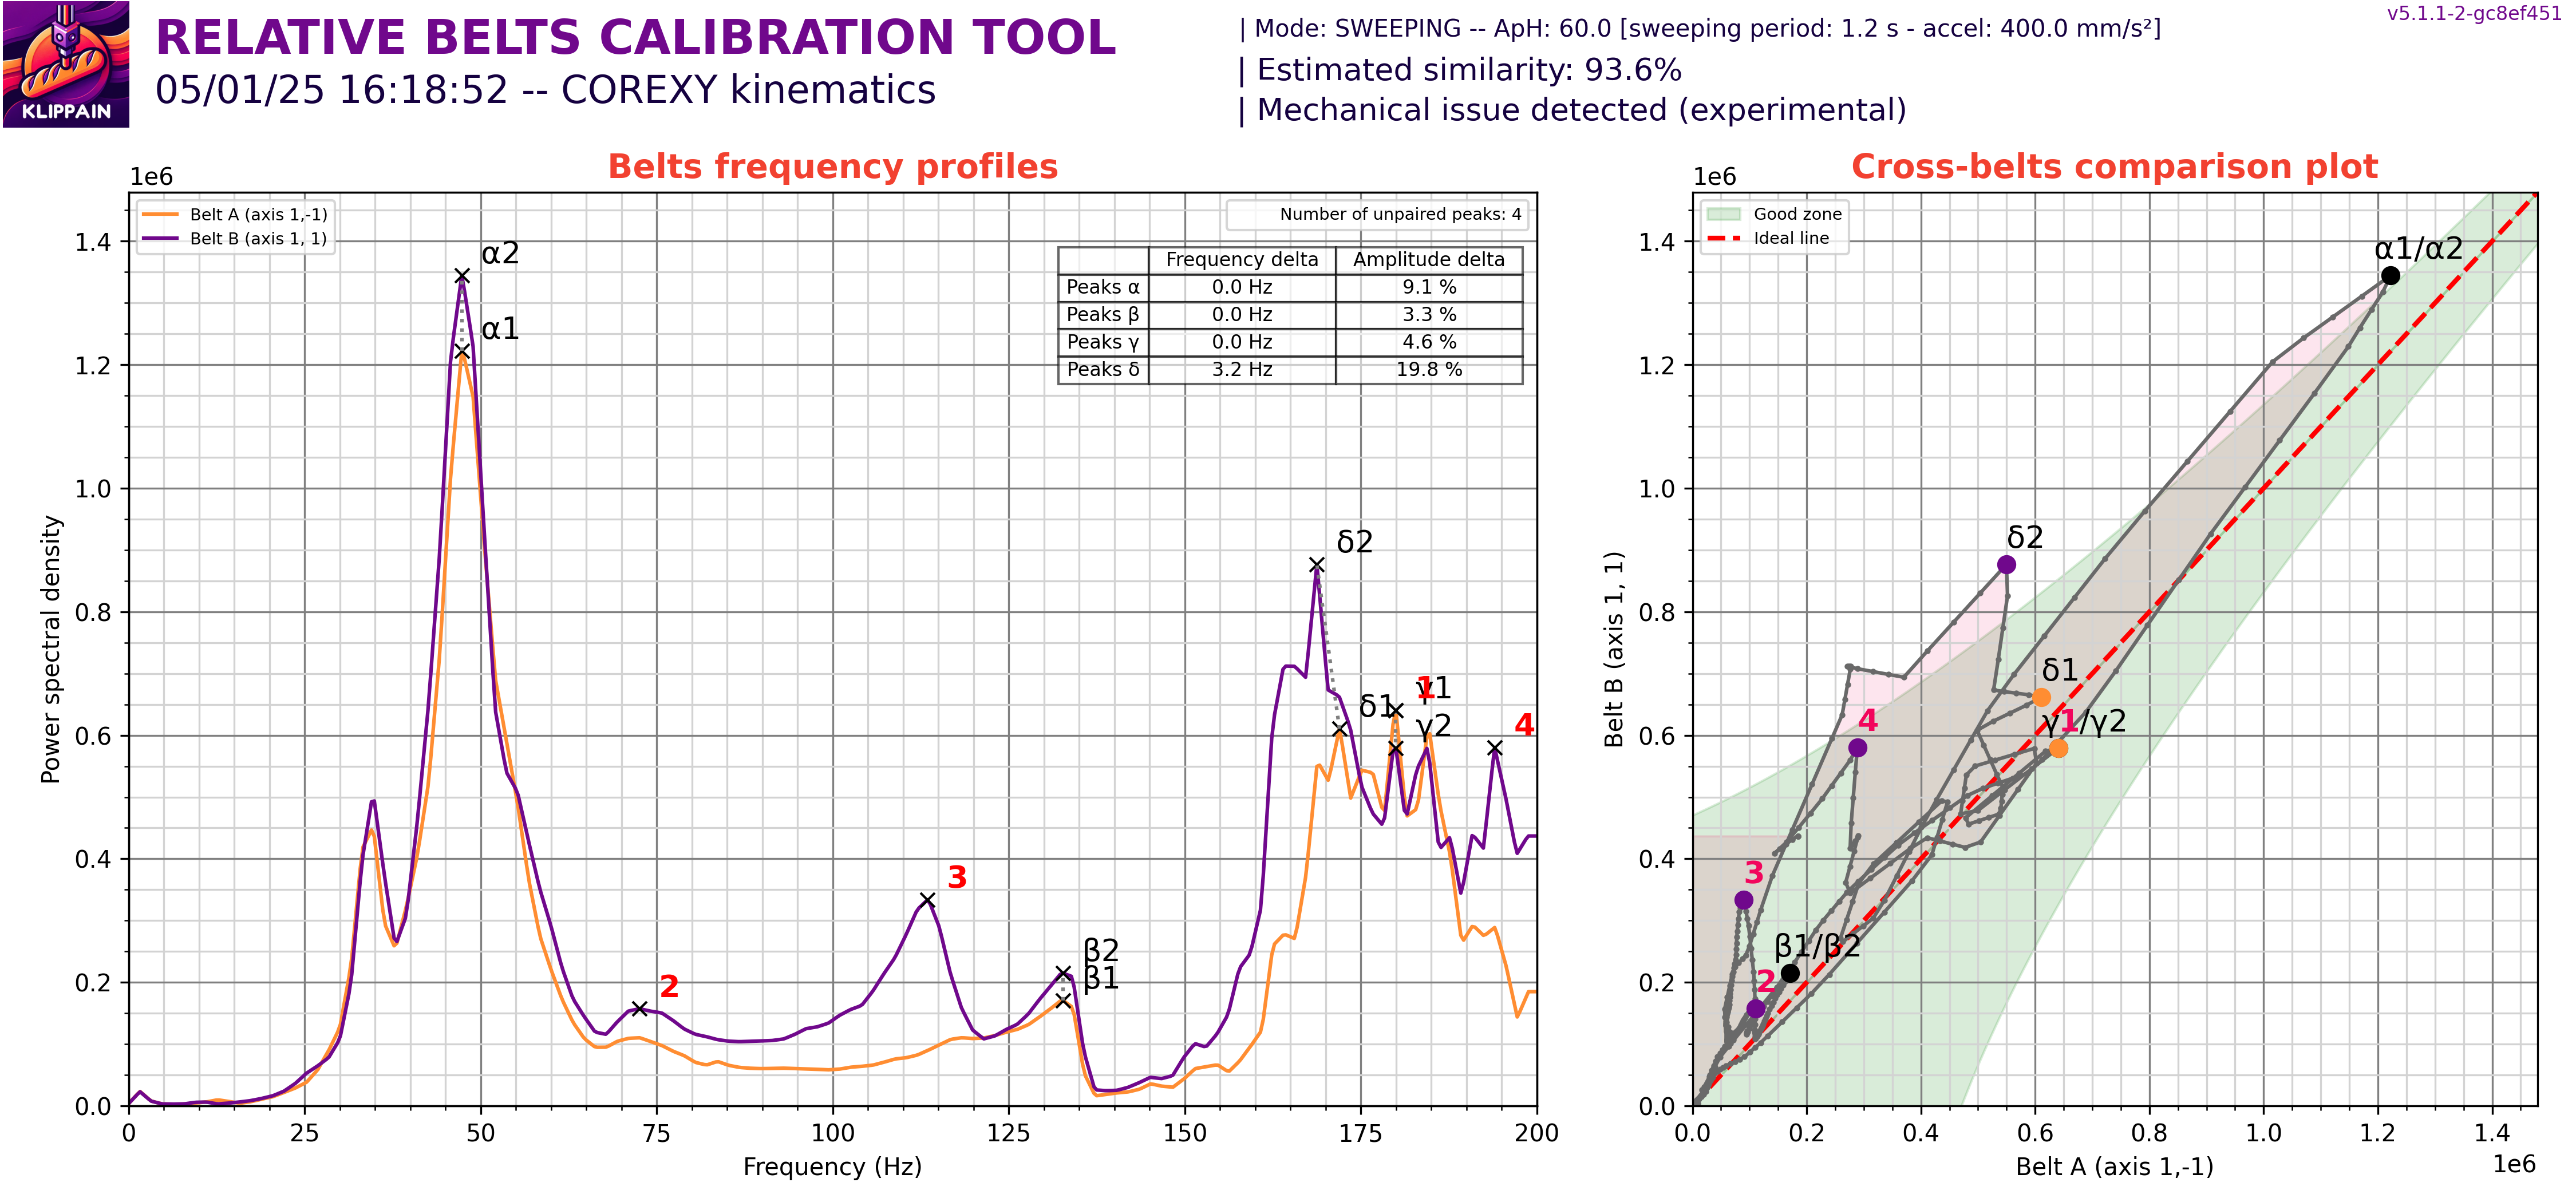 KLIPPAIN
RELATIVE BELTS CALIBRATION TOOL
05/01/25 16:18:52 -- COREXY kinematics
| Mode: SWEEPING -- ApH: 60.0 [sweeping period: 1.2 s - accel: 400.0 mm/s²]
| Estimated similarity: 93.6%
| Mechanical issue detected (experimental)
v5.1.1-2-gc8ef451
Belts frequency profiles
1e6
Belt A (axis 1,-1)
Belt B (axis 1, 1)
Number of unpaired peaks: 4
Frequency delta Amplitude delta
Peaks α 0.0 Hz 9.1 %
Peaks β 0.0 Hz 3.3 %
Peaks γ 0.0 Hz 4.6 %
Peaks δ 3.2 Hz 19.8 %
α2
α1
δ2
δ1
γ1
1
γ2
4
3
β2
β1
2
1.4
1.2
1.0
0.8
0.6
0.4
0.2
0.0
Power spectral density
0 25 50 75 100 125 150 175 200
Frequency (Hz)
Cross-belts comparison plot
1e6
Good zone
Ideal line
α1/α2
δ2
δ1
4
γ1/γ2
1
3
β1/β2
2
1.4
1.2
1.0
0.8
0.6
0.4
0.2
0.0
Belt B (axis 1, 1)
0.0 0.2 0.4 0.6 0.8 1.0 1.2 1.4
1e6
Belt A (axis 1,-1)